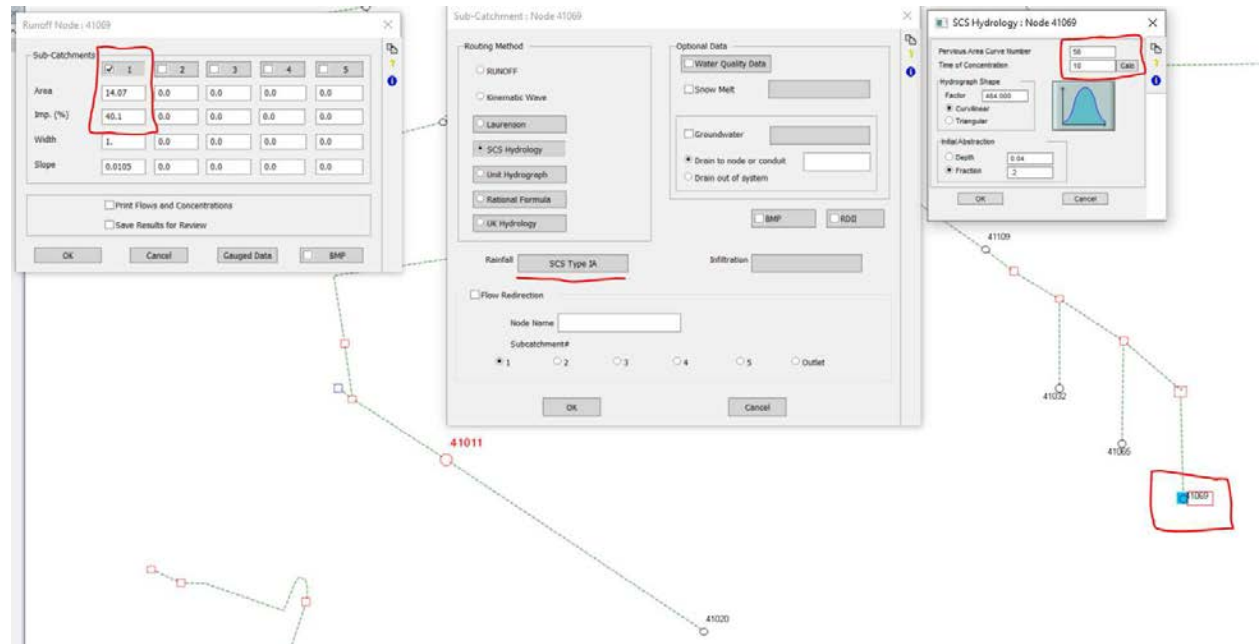 Runoff Node : 41069
Sub-Catchments
1 2 3 4 5
Area 14.07 0.0 0.0 0.0 0.0
Imp. (%) 40.1 0.0 0.0 0.0 0.0
Width 1. 0.0 0.0 0.0 0.0
Slope 0.0105 0.0 0.0 0.0 0.0
Print Flows and Concentrations
Save Results for Review
OK Cancel Gauged Data BMP
Sub-Catchment : Node 41069
Routing Method
RUNOFF
Kinematic Wave
Laurenson
SCS Hydrology
Unit Hydrograph
Rational Formula
UK Hydrology
Optional Data
Water Quality Data
Snow Melt
Groundwater
Drain to node or conduit
Drain out of system
BMP RDII
Rainfall SCS Type IA Infiltration
Flow Redirection
Node Name
Subcatchment#
1 2 3 4 5 Outlet
OK Cancel
SCS Hydrology : Node 41069
Pervious Area Curve Number 58
Time of Concentration 10 Calc
Hydrograph Shape
Factor 484.000
Curvilinear
Triangular
Initial Abstraction
Depth 0.04
Fraction .2
OK Cancel
41109
41032
41065
41069
41011
41020